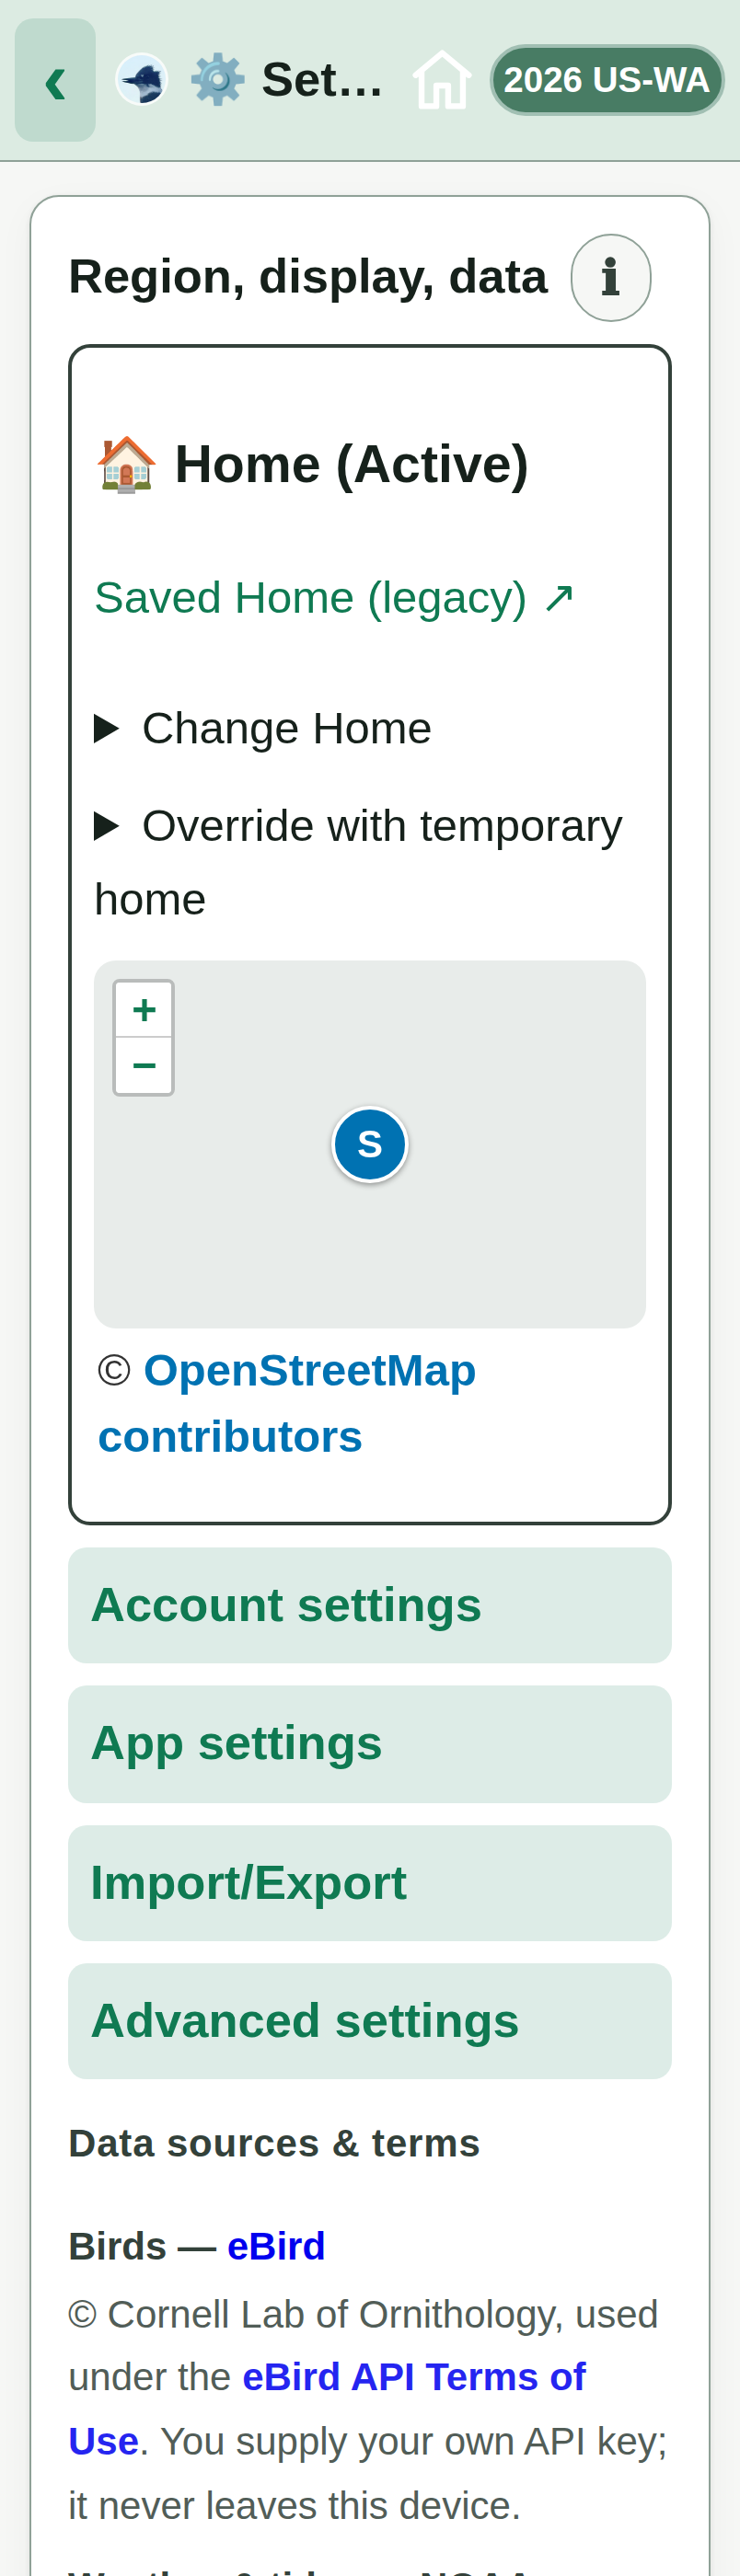 ‹ ⚙️ Set… 2026 US-WA
Region, display, data ℹ
🏠 Home (Active)
Saved Home (legacy) ↗
▶ Change Home
▶ Override with temporary
home
+
−
S
© OpenStreetMap
contributors
Account settings
App settings
Import/Export
Advanced settings
Data sources & terms
Birds — eBird
© Cornell Lab of Ornithology, used
under the eBird API Terms of
Use. You supply your own API key;
it never leaves this device.